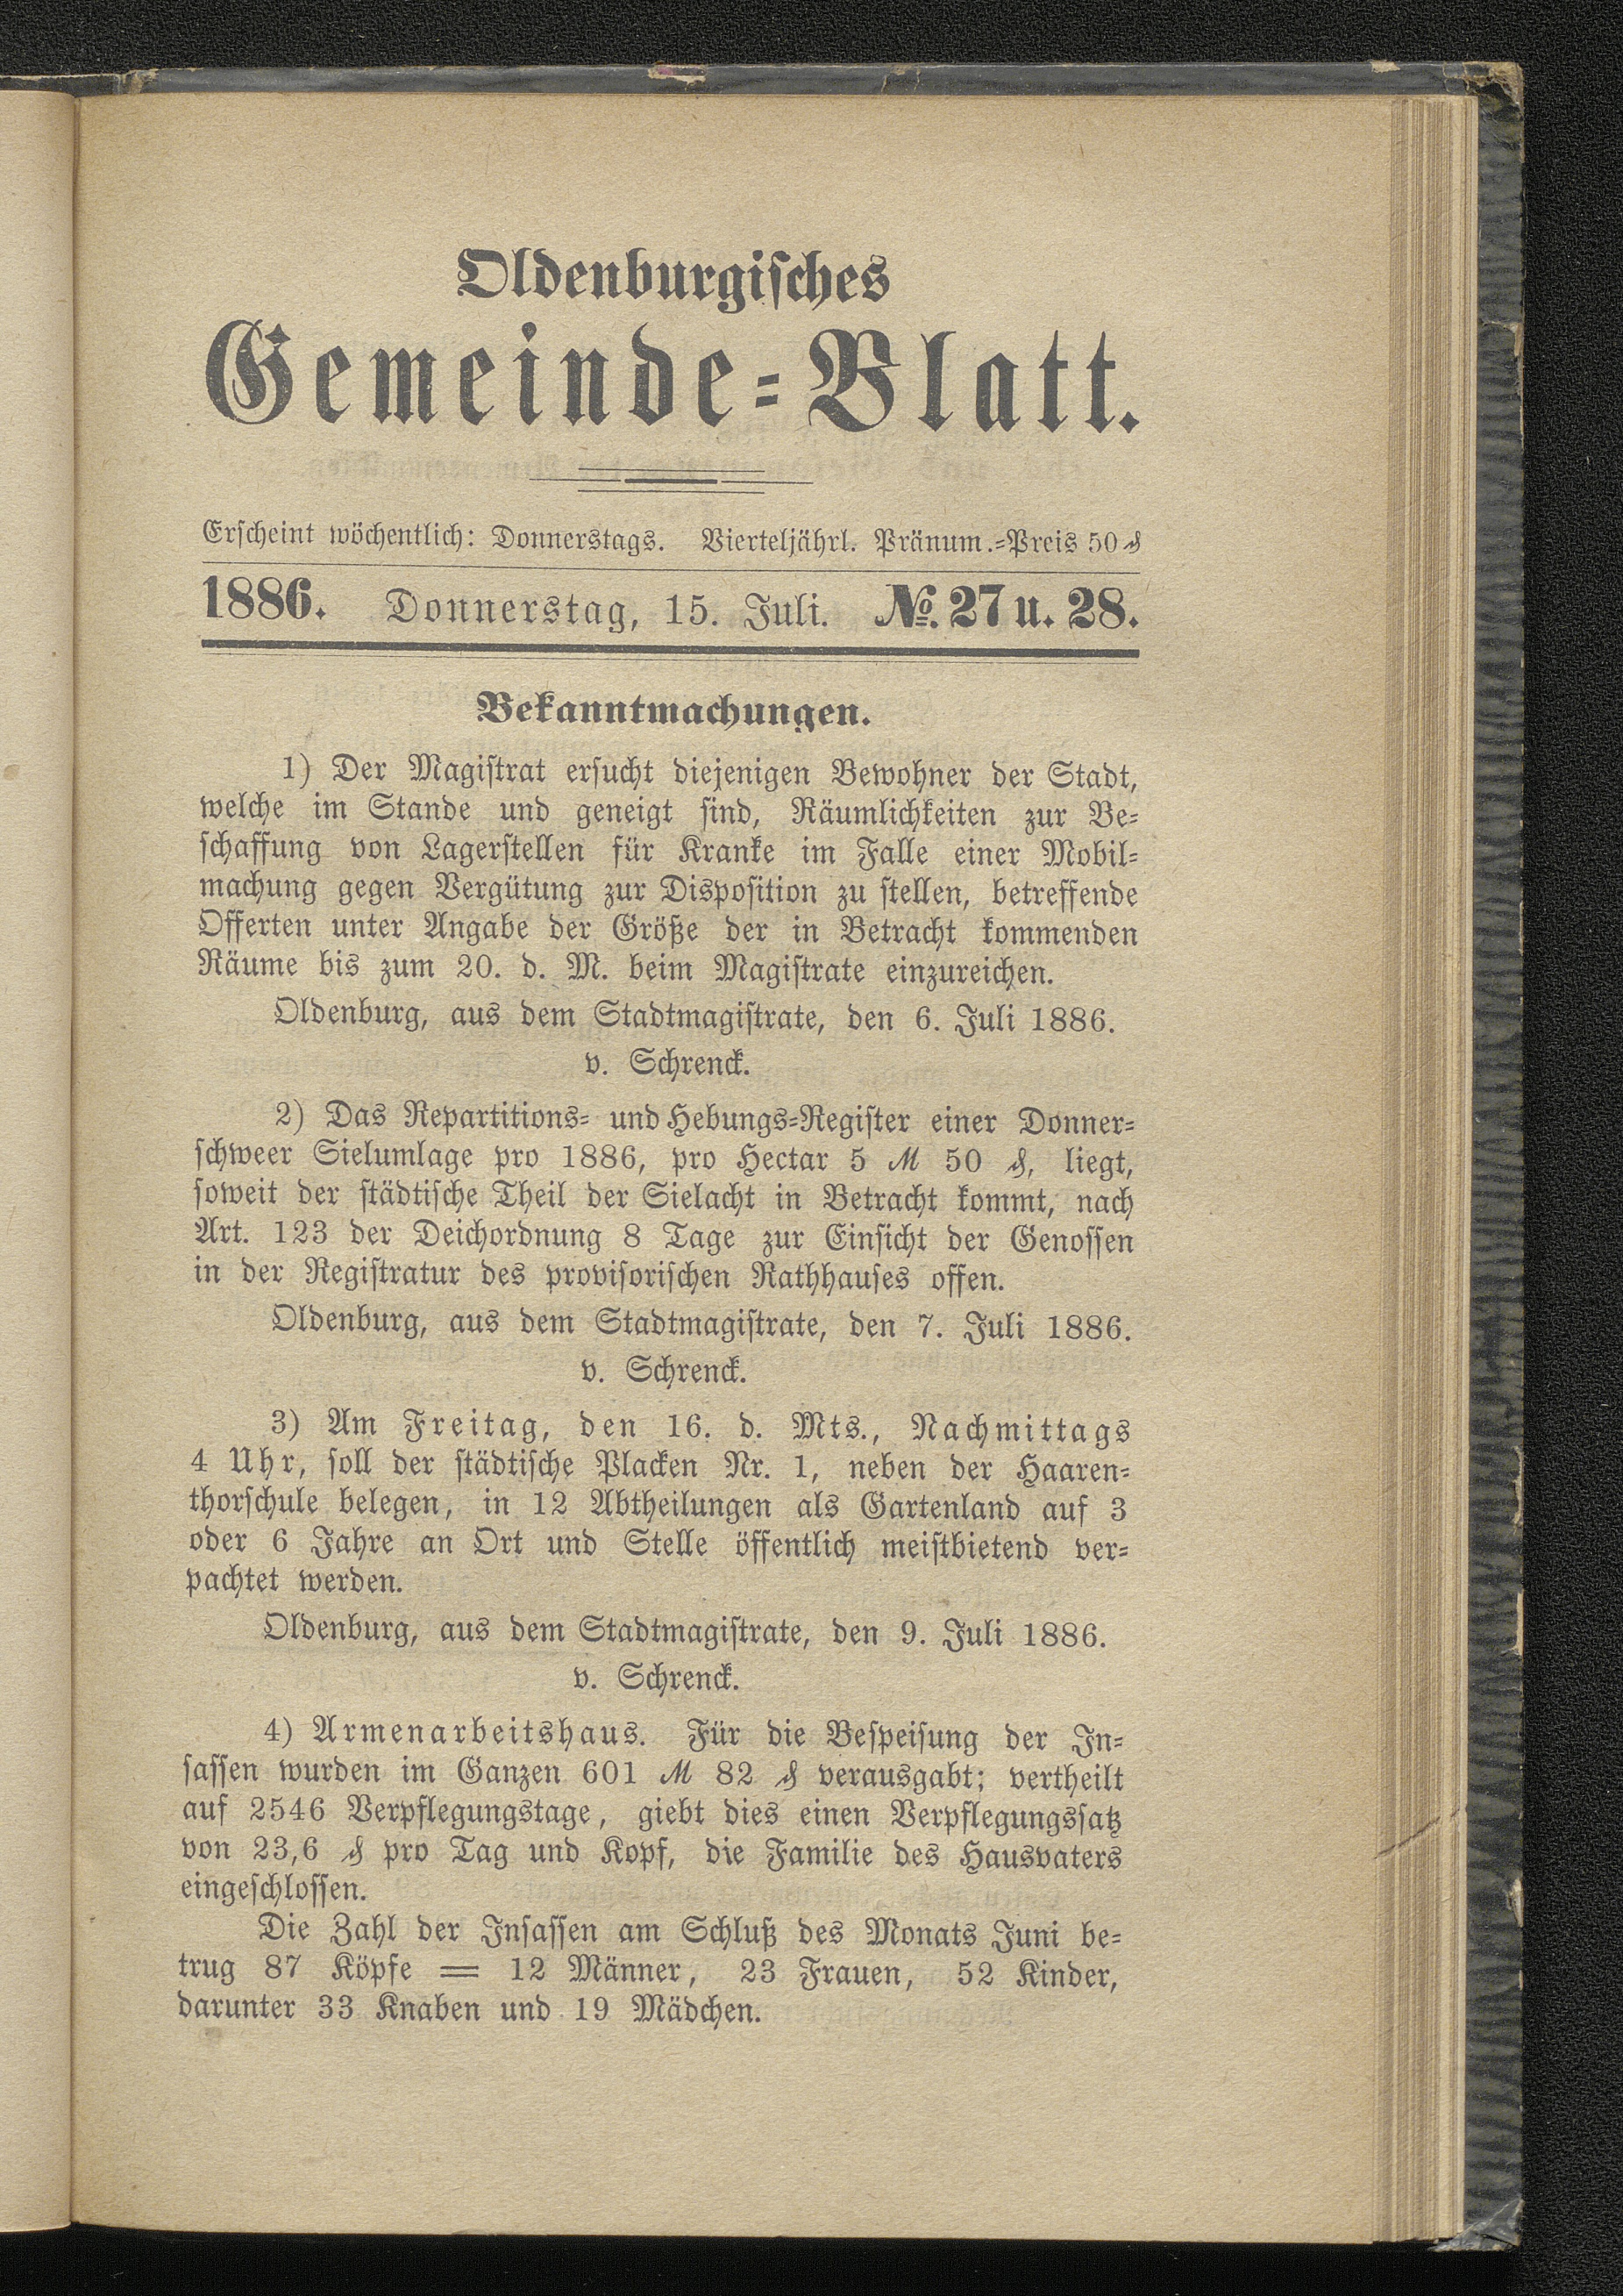 Oldenburgisches
Gemeinde-Blatt.
Erscheint wöchentlich: Donnerstags. Vierteljährl. Pränum.-Preis 50 ₰
1886. Donnerstag, 15. Juli. №. 27 u. 28.
Bekanntmachungen.
1) Der Magistrat ersucht diejenigen Bewohner der Stadt,
welche im Stande und geneigt sind, Räumlichkeiten zur Be-
schaffung von Lagerstellen für Kranke im Falle einer Mobil-
machung gegen Vergütung zur Disposition zu stellen, betreffende
Offerten unter Angabe der Größe der in Betracht kommenden
Räume bis zum 20. d. M. beim Magistrate einzureichen.
Oldenburg, aus dem Stadtmagistrate, den 6. Juli 1886.
v. Schrenck.
2) Das Repartitions- und Hebungs-Register einer Donner-
schweer Sielumlage pro 1886, pro Hectar 5 ℳ 50 ₰, liegt,
soweit der städtische Theil der Sielacht in Betracht kommt, nach
Art. 123 der Deichordnung 8 Tage zur Einsicht der Genossen
in der Registratur des provisorischen Rathhauses offen.
Oldenburg, aus dem Stadtmagistrate, den 7. Juli 1886.
v. Schrenck.
3) Am Freitag, den 16. d. Mts., Nachmittags
4 Uhr, soll der städtische Placken Nr. 1, neben der Haaren-
thorschule belegen, in 12 Abtheilungen als Gartenland auf 3
oder 6 Jahre an Ort und Stelle öffentlich meistbietend ver-
pachtet werden.
Oldenburg, aus dem Stadtmagistrate, den 9. Juli 1886.
v. Schrenck.
4) Armenarbeitshaus. Für die Bespeisung der In-
sassen wurden im Ganzen 601 ℳ 82 ₰ verausgabt; vertheilt
auf 2546 Verpflegungstage, giebt dies einen Verpflegungssatz
von 23,6 ₰ pro Tag und Kopf, die Familie des Hausvaters
eingeschlossen.
Die Zahl der Insassen am Schluß des Monats Juni be-
trug 87 Köpfe = 12 Männer, 23 Frauen, 52 Kinder,
darunter 33 Knaben und 19 Mädchen.